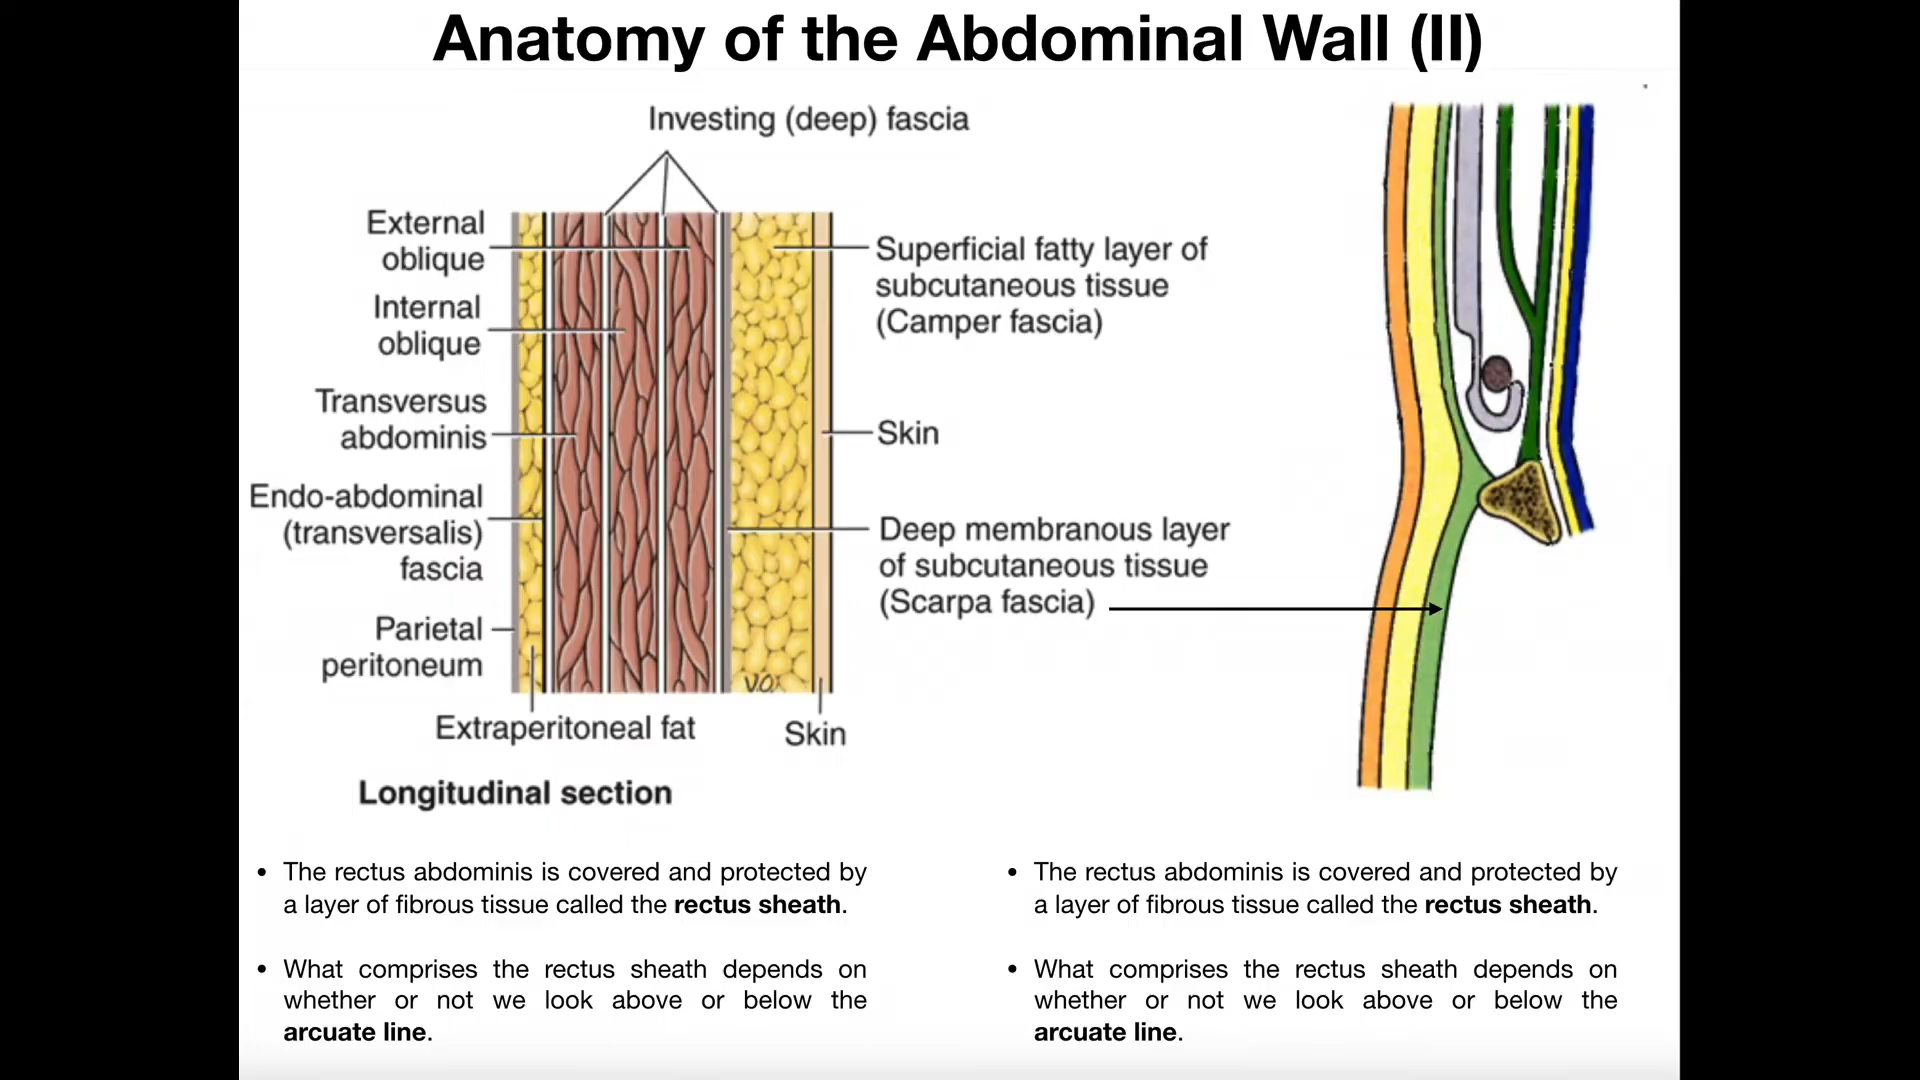 Anatomy of the Abdominal Wall (II)
Investing (deep) fascia
External
oblique
Internal
oblique
Transversus
abdominis
Endo-abdominal
(transversalis)
fascia
Parietal
peritoneum
Extraperitoneal fat
Superficial fatty layer of
subcutaneous tissue
(Camper fascia)
Skin
Deep membranous layer
of subcutaneous tissue
(Scarpa fascia)
V.O.
Skin
Longitudinal section
• The rectus abdominis is covered and protected by
a layer of fibrous tissue called the rectus sheath.
• What comprises the rectus sheath depends on
whether or not we look above or below the
arcuate line.
• The rectus abdominis is covered and protected by
a layer of fibrous tissue called the rectus sheath.
• What comprises the rectus sheath depends on
whether or not we look above or below the
arcuate line.